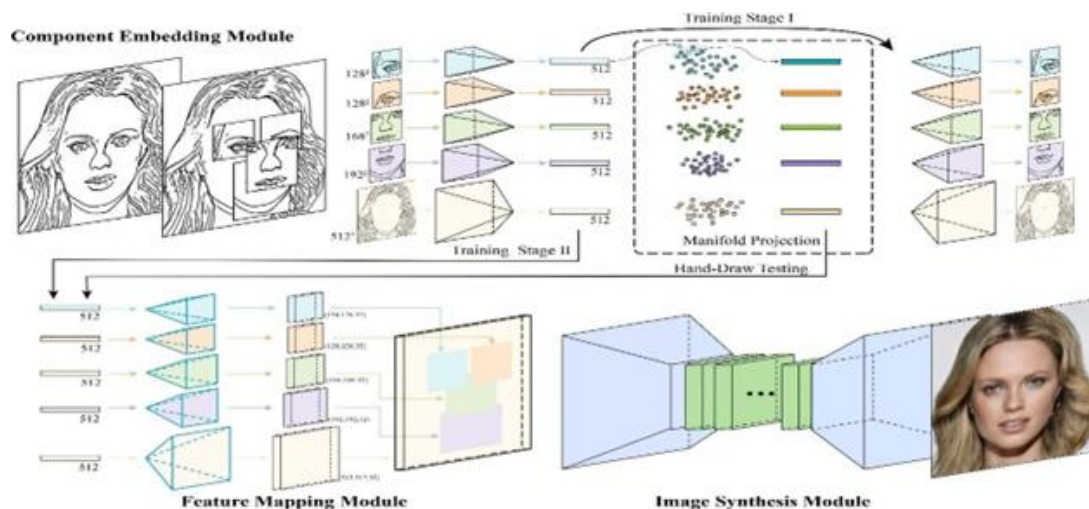 Training Stage I
Component Embedding Module
128²
512
128²
512
168²
512
192²
512
512²
512
Manifold Projection
Training Stage II
Hand-Draw Testing
512
512
512
512
512
Feature Mapping Module
Image Synthesis Module